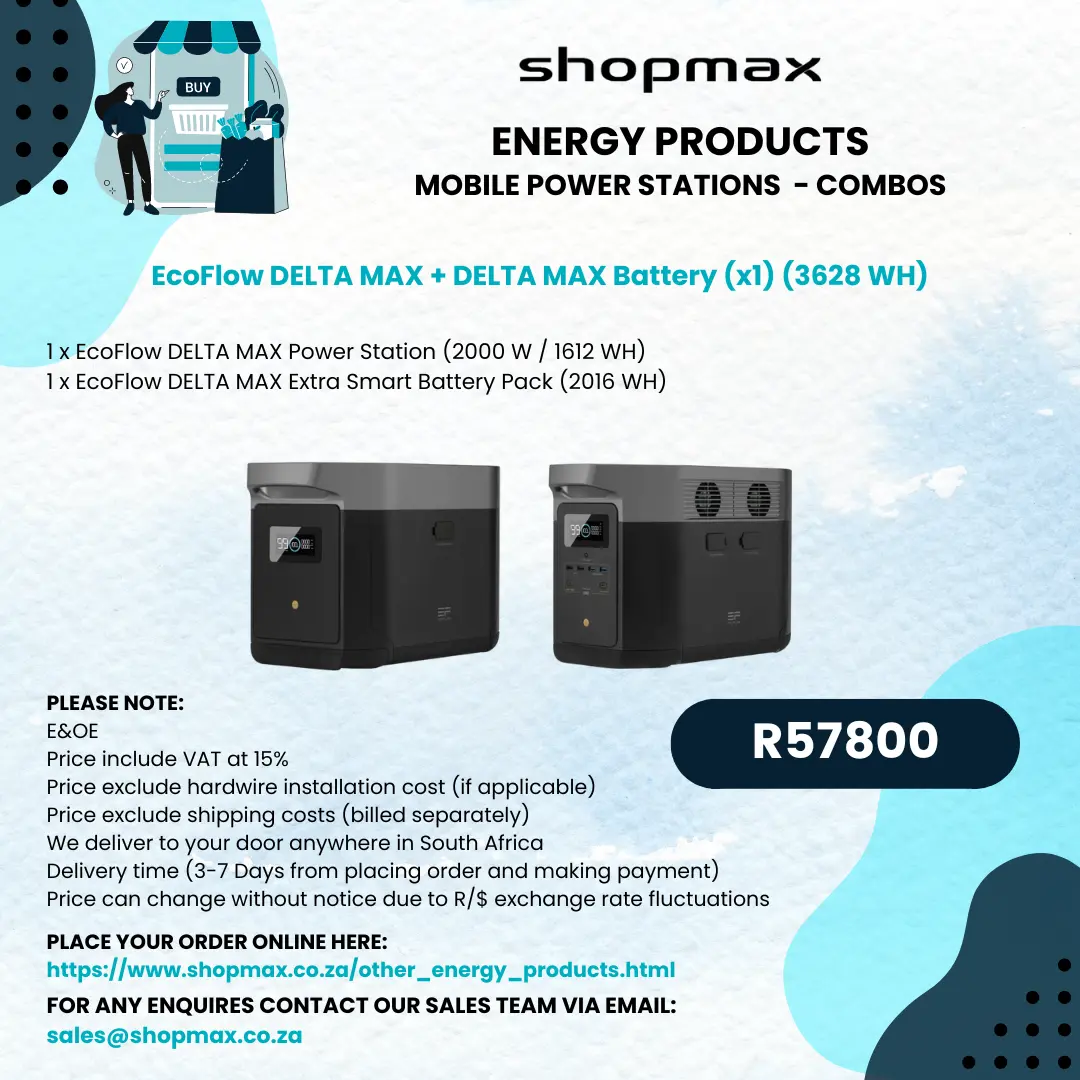 BUY
shopmax
ENERGY PRODUCTS
MOBILE POWER STATIONS - COMBOS
EcoFlow DELTA MAX + DELTA MAX Battery (x1) (3628 WH)
1 x EcoFlow DELTA MAX Power Station (2000 W / 1612 WH)
1 x EcoFlow DELTA MAX Extra Smart Battery Pack (2016 WH)
99
99
PLEASE NOTE:
E&OE
Price include VAT at 15%
Price exclude hardwire installation cost (if applicable)
Price exclude shipping costs (billed separately)
We deliver to your door anywhere in South Africa
Delivery time (3-7 Days from placing order and making payment)
Price can change without notice due to R/$ exchange rate fluctuations
R57800
PLACE YOUR ORDER ONLINE HERE:
https://www.shopmax.co.za/other_energy_products.html
FOR ANY ENQUIRES CONTACT OUR SALES TEAM VIA EMAIL:
sales@shopmax.co.za